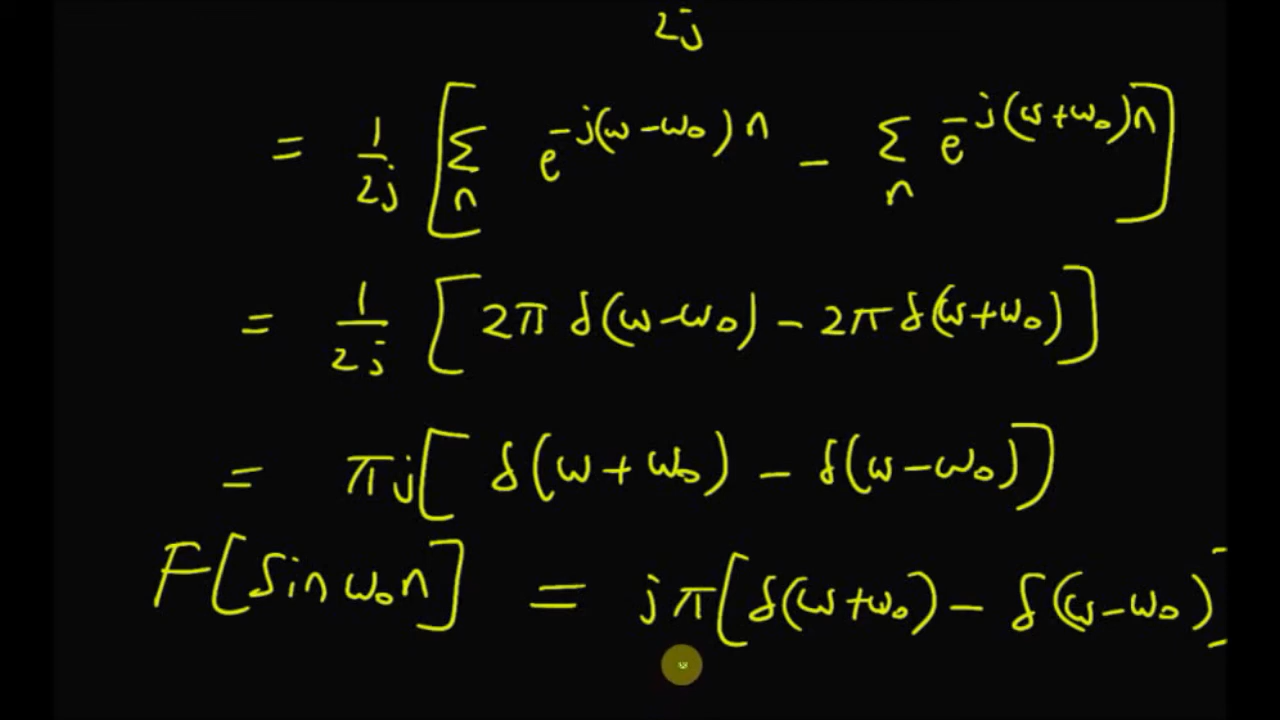 2j
= 1/2j [ Σ_n e^{-j(ω-ω₀)n} - Σ_n e^{-j(ω+ω₀)n} ]
= 1/2j [ 2π δ(ω-ω₀) - 2π δ(ω+ω₀) ]
= πj [ δ(ω+ω₀) - δ(ω-ω₀) ]
F[Sin ω₀n] = jπ [ δ(ω+ω₀) - δ(ω-ω₀) ]